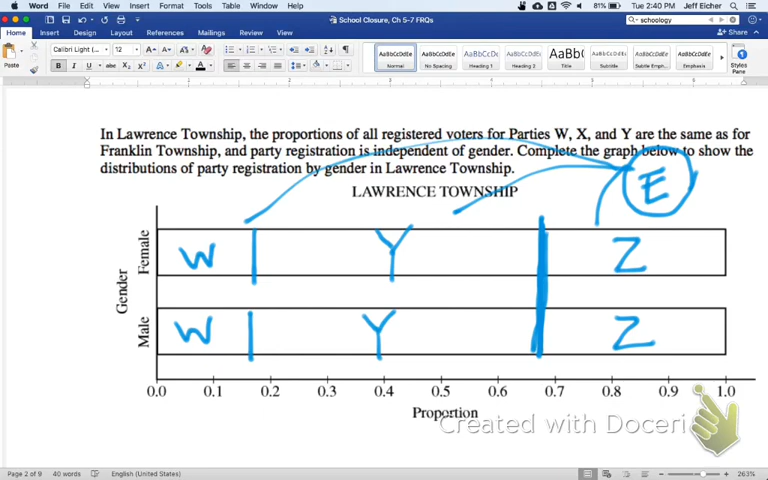 Word File Edit View Insert Format Tools Table Window Help 81% Sun 2:40 PM Jeff Eicher
School Closure, Ch 5-7 FRQs
schoology
Home Insert Design Layout References Mailings Review View Share
Paste Calibri Light (... 12
AaBbCcDdEe AaBbCcDdEe AaBbCcDd AaBbCcDdEe AaBbC AaBbCcDdEe AaBbCcDdEe AaBbCcDdEe
Normal No Spacing Heading 1 Heading 2 Title Subtitle Subtle Emph... Emphasis Styles Pane
In Lawrence Township, the proportions of all registered voters for Parties W, X, and Y are the same as for
Franklin Township, and party registration is independent of gender. Complete the graph below to show the
distributions of party registration by gender in Lawrence Township.
E
LAWRENCE TOWNSHIP
Gender
Female
W Y Z
Male
W Y Z
0.0 0.1 0.2 0.3 0.4 0.5 0.6 0.7 0.8 0.9 1.0
Proportion
Created with Doceri
Page 2 of 9 40 words English (United States) 263%